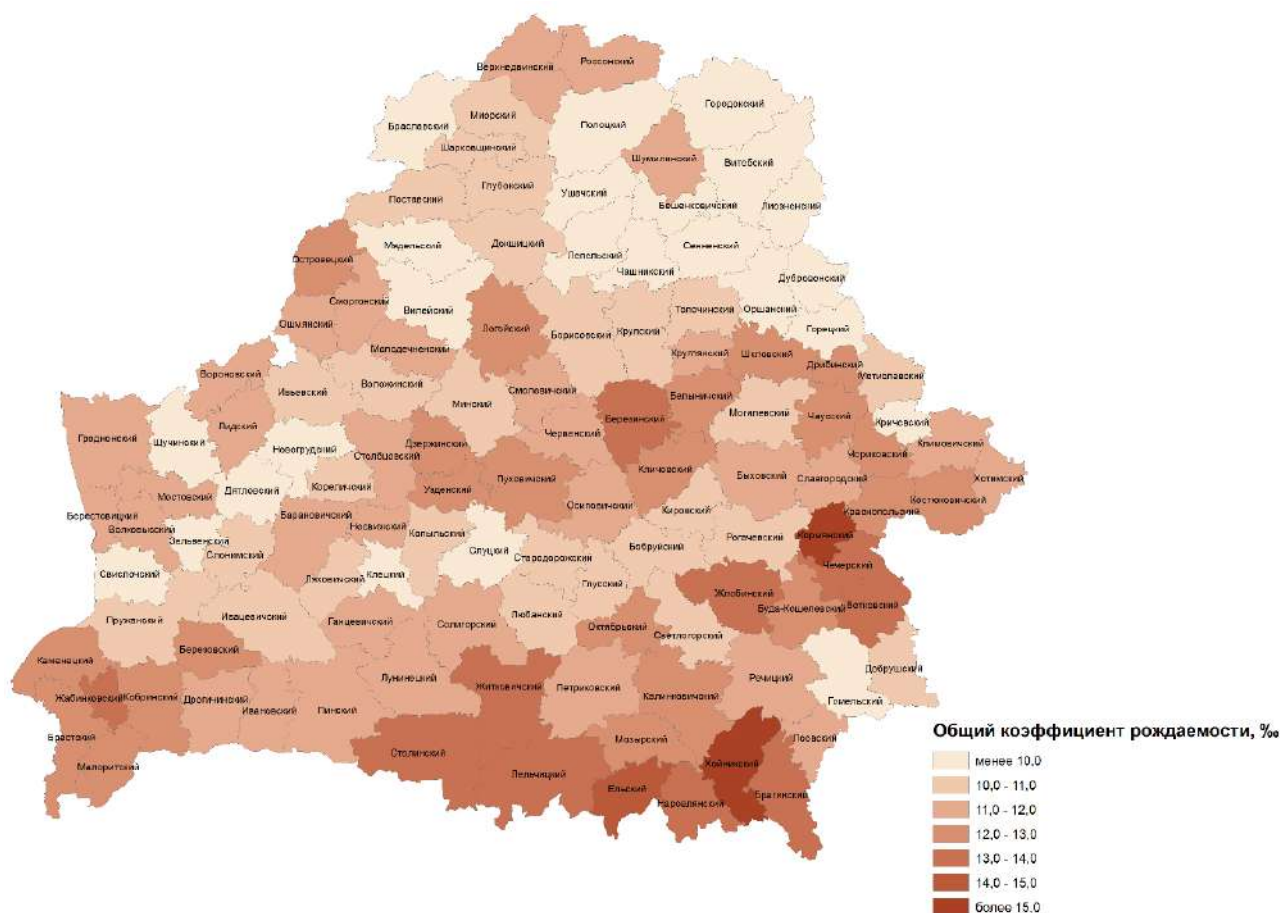 Верхнедвинский
Россонский
Городокский
Браславский
Миорский
Полоцкий
Шарковщинский
Шумилинский
Витебский
Глубокский
Ушачский
Поставский
Бешенковичский
Лиозненский
Мядельский
Докшицкий
Сенненский
Лепельский
Островецкий
Чашникский
Дубровенский
Сморгонский
Вилейский
Толочинский
Оршанский
Ошмянский
Логойский
Борисовский
Крупский
Горецкий
Молодечненский
Круглянский
Шкловский
Дрибинский
Вороновский
Воложинский
Ивьевский
Смолевичский
Белыничский
Минский
Березинский
Могилевский
Чаусский
Кричевский
Гродненский
Лидский
Щучинский
Новогрудский
Дзержинский
Червенский
Климовичский
Столбцовский
Чериковский
Кличевский
Пуховичский
Быховский
Славгородский
Хотимский
Мостовский
Дятловский
Кореличский
Узденский
Осиповичский
Костюковичский
Берестовицкий
Барановичский
Кировский
Краснопольский
Волковысский
Несвижский
Зельвенский
Копыльский
Рогачевский
Кормянский
Слонимский
Слуцкий
Бобруйский
Стародорожский
Чечерский
Свислочский
Ляховичский
Клецкий
Глусский
Жлобинский
Ветковский
Буда-Кошелевский
Пружанский
Ивацевичский
Любанский
Ганцевичский
Солигорский
Октябрьский
Светлогорский
Березовский
Каменецкий
Добрушский
Лунинецкий
Житковичский
Петриковский
Речицкий
Жабинковский
Кобринский
Дрогичинский
Калинковичский
Гомельский
Ивановский
Пинский
Брестский
Мозырский
Лоевский
Столинский
Малоритский
Лельчицкий
Хойникский
Ельский
Наровлянский
Брагинский
Общий коэффициент рождаемости, ‰
менее 10,0
10,0 - 11,0
11,0 - 12,0
12,0 - 13,0
13,0 - 14,0
14,0 - 15,0
более 15,0